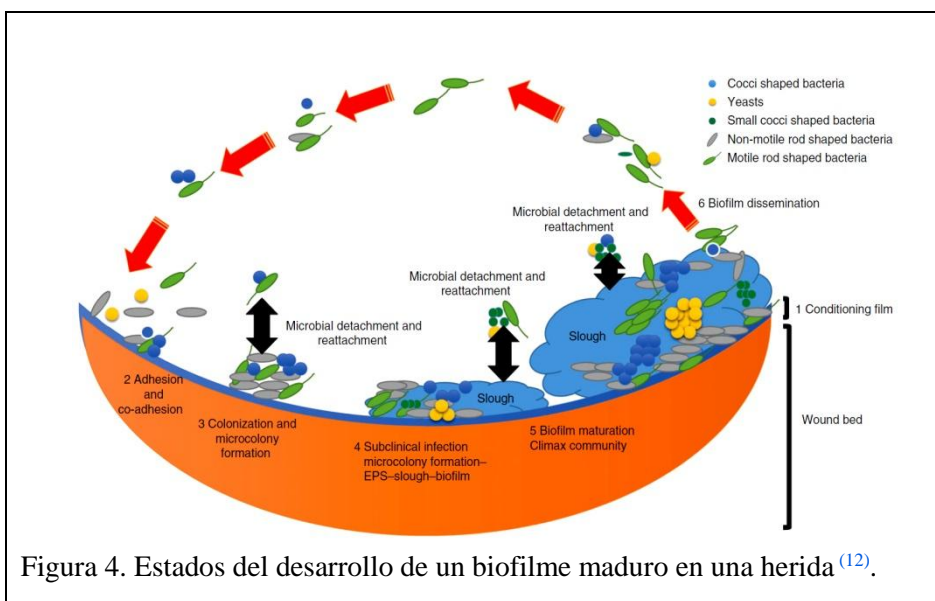 Cocci shaped bacteria
Yeasts
Small cocci shaped bacteria
Non-motile rod shaped bacteria
Motile rod shaped bacteria
6 Biofilm dissemination
Microbial detachment and
reattachment
Microbial detachment and
reattachment
Microbial detachment and
reattachment
1 Conditioning film
Slough
Slough
2 Adhesion
and
co-adhesion
3 Colonization and
microcolony
formation
4 Subclinical infection
microcolony formation–
EPS–slough–biofilm
5 Biofilm maturation
Climax community
Wound bed
Figura 4. Estados del desarrollo de un biofilme maduro en una herida (12).